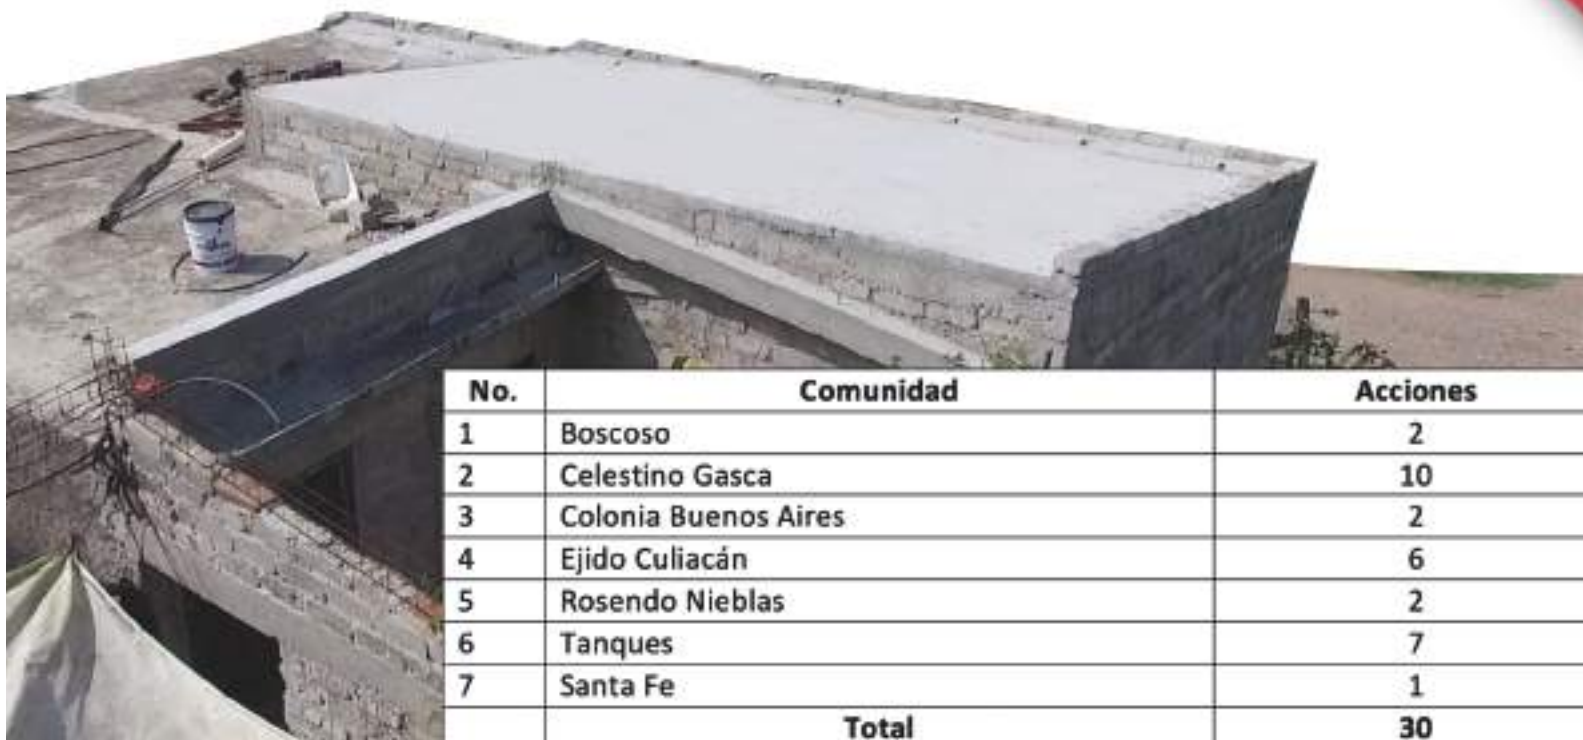 No. Comunidad Acciones
1 Boscoso 2
2 Celestino Gasca 10
3 Colonia Buenos Aires 2
4 Ejido Culiacán 6
5 Rosendo Nieblas 2
6 Tanques 7
7 Santa Fe 1
Total 30